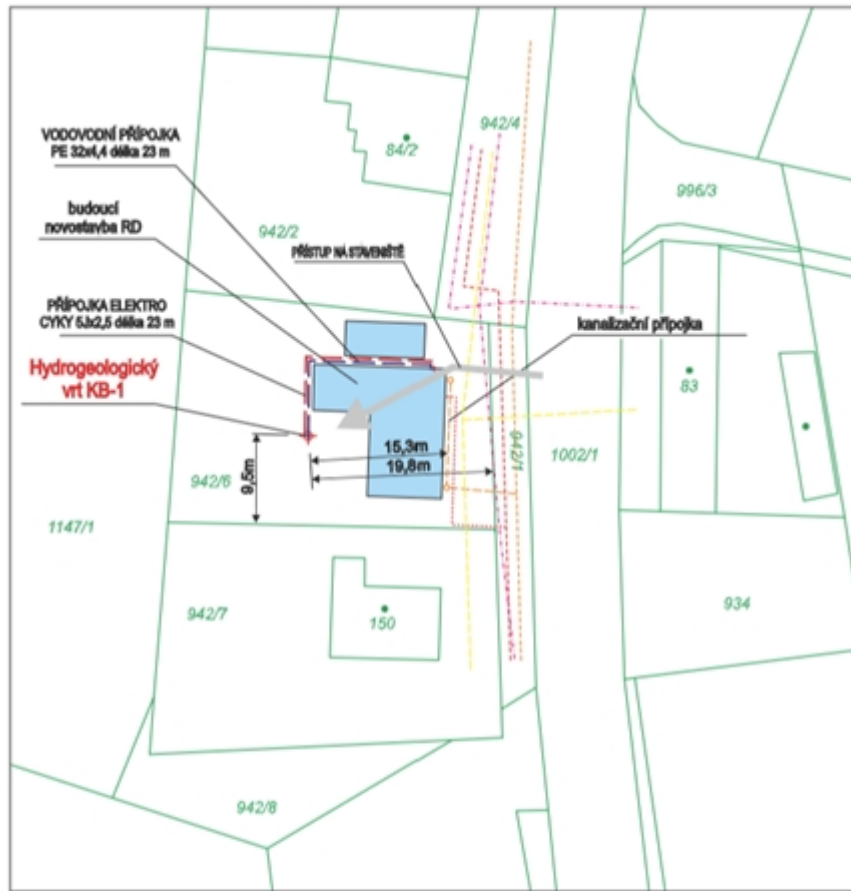 VODOVODNÍ PŘÍPOJKA
PE 32x4,4 délka 23 m
budoucí
novostavba RD
PŘÍPOJKA ELEKTRO
CYKY 5Jx2,5 délka 23 m
Hydrogeologický
vrt KB-1
PŘÍSTUP NA STAVENIŠTĚ
kanalizační přípojka
942/4
84/2
996/3
942/2
83
15,3m
19,8m
9,5m
942/1
1002/1
942/6
1147/1
942/7
150
934
942/8